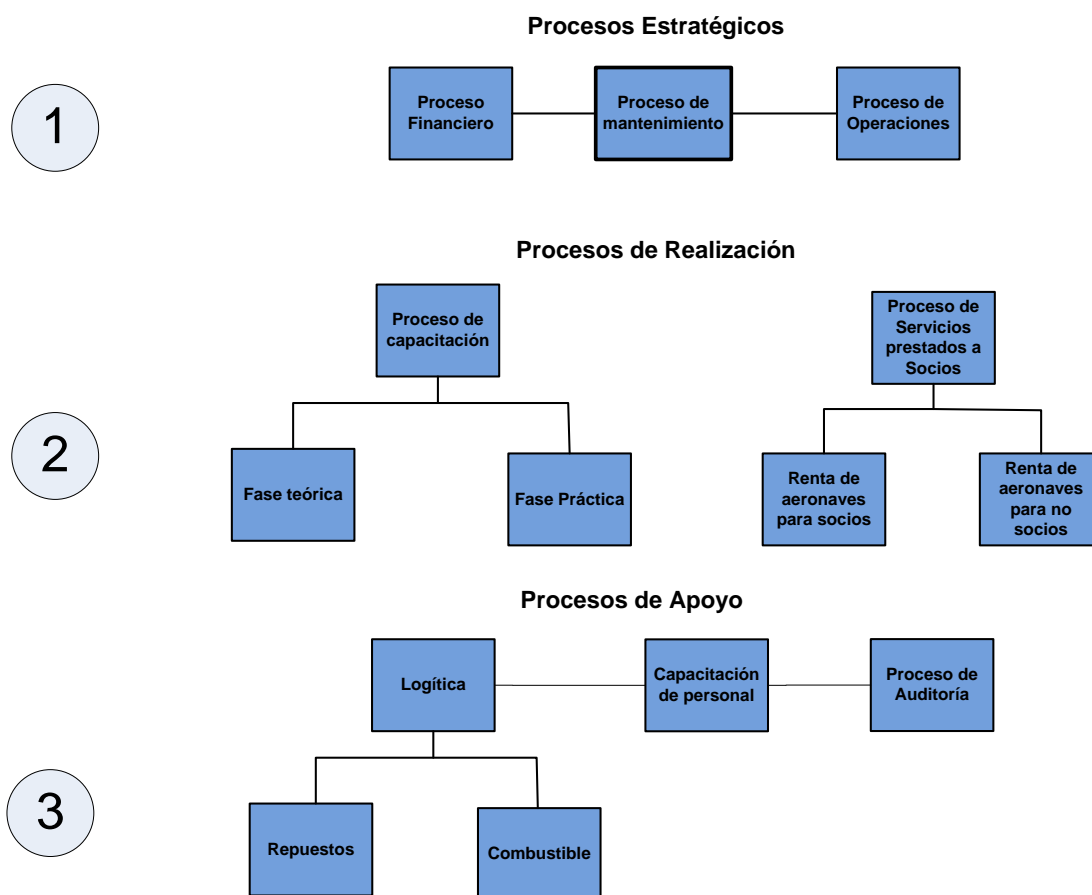 Procesos Estratégicos
1
Proceso
Financiero
Proceso de
mantenimiento
Proceso de
Operaciones
Procesos de Realización
Proceso de
capacitación
Proceso de
Servicios
prestados a
Socios
2
Fase teórica
Fase Práctica
Renta de
aeronaves
para socios
Renta de
aeronaves
para no
socios
Procesos de Apoyo
Logítica
Capacitación
de personal
Proceso de
Auditoría
3
Repuestos
Combustible